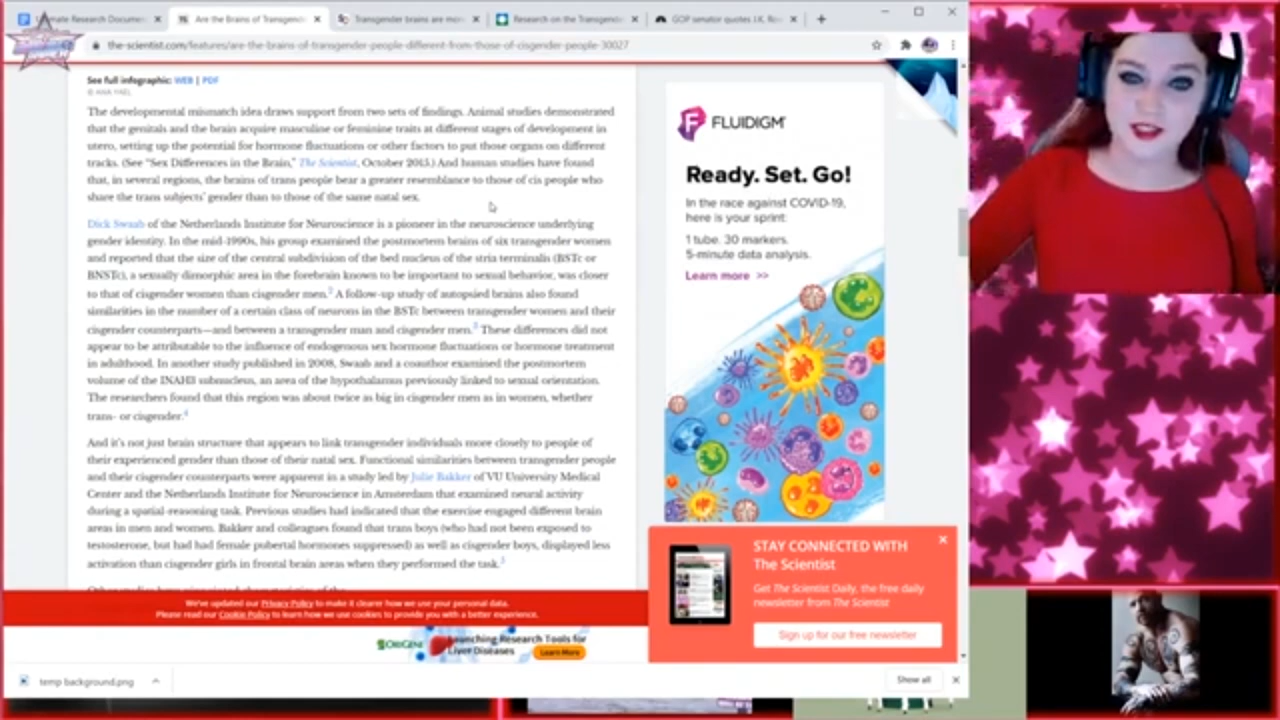 imate Research Docume
Are the Brains of Transgend
Transgender brains are mor
Research on the Transgende
GOP senator quotes J.K. Ro
the-scientist.com/features/are-the-brains-of-transgender-people-different-from-those-of-cisgender-people-30027
See full infographic: WEB | PDF
The developmental mismatch idea draws support from two sets of findings. Animal studies demonstrated
that the genitals and the brain acquire masculine or feminine traits at different stages of development in
utero, setting up the potential for hormone fluctuations or other factors to put those organs on different
tracks. (See “Sex Differences in the Brain,” The Scientist, October 2015.) And human studies have found
that, in several regions, the brains of trans people bear a greater resemblance to those of cis people who
share the trans subjects’ gender than to those of the same natal sex.
Dick Swaab of the Netherlands Institute for Neuroscience is a pioneer in the neuroscience underlying
gender identity. In the mid-1990s, his group examined the postmortem brains of six transgender women
and reported that the size of the central subdivision of the bed nucleus of the stria terminalis (BSTc or
BNSTc), a sexually dimorphic area in the forebrain known to be important to sexual behavior, was closer
to that of cisgender women than cisgender men.2 A follow-up study of autopsied brains also found
similarities in the number of a certain class of neurons in the BSTc between transgender women and their
cisgender counterparts—and between a transgender man and cisgender men.3 These differences did not
appear to be attributable to the influence of endogenous sex hormone fluctuations or hormone treatment
in adulthood. In another study published in 2008, Swaab and a coauthor examined the postmortem
volume of the INAH3 subnucleus, an area of the hypothalamus previously linked to sexual orientation.
The researchers found that this region was about twice as big in cisgender men as in women, whether
trans- or cisgender.4
And it’s not just brain structure that appears to link transgender individuals more closely to people of
their experienced gender than those of their natal sex. Functional similarities between transgender people
and their cisgender counterparts were apparent in a study led by Julie Bakker of VU University Medical
Center and the Netherlands Institute for Neuroscience in Amsterdam that examined neural activity
during a spatial-reasoning task. Previous studies had indicated that the exercise engaged different brain
areas in men and women. Bakker and colleagues found that trans boys (who had not been exposed to
testosterone, but had had female pubertal hormones suppressed) as well as cisgender boys, displayed less
activation than cisgender girls in frontal brain areas when they performed the task.5
FLUIDIGM
Ready. Set. Go!
In the race against COVID-19,
here is your sprint:
1 tube. 30 markers.
5-minute data analysis.
Learn more >>
STAY CONNECTED WITH
The Scientist
Get The Scientist Daily, the free daily
newsletter from The Scientist
Sign up for our free newsletter
We've updated our Privacy Policy to make it clearer how we use your personal data.
Please read our Cookie Policy to learn how we use cookies to provide you with a better experience.
ORIGENE
Launching Research Tools for
Liver Diseases
Learn More
temp background.png
Show all